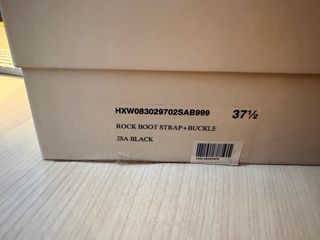 HXW083029702SAB999 37½
ROCK BOOT STRAP+BUCKLE
2SA BLACK